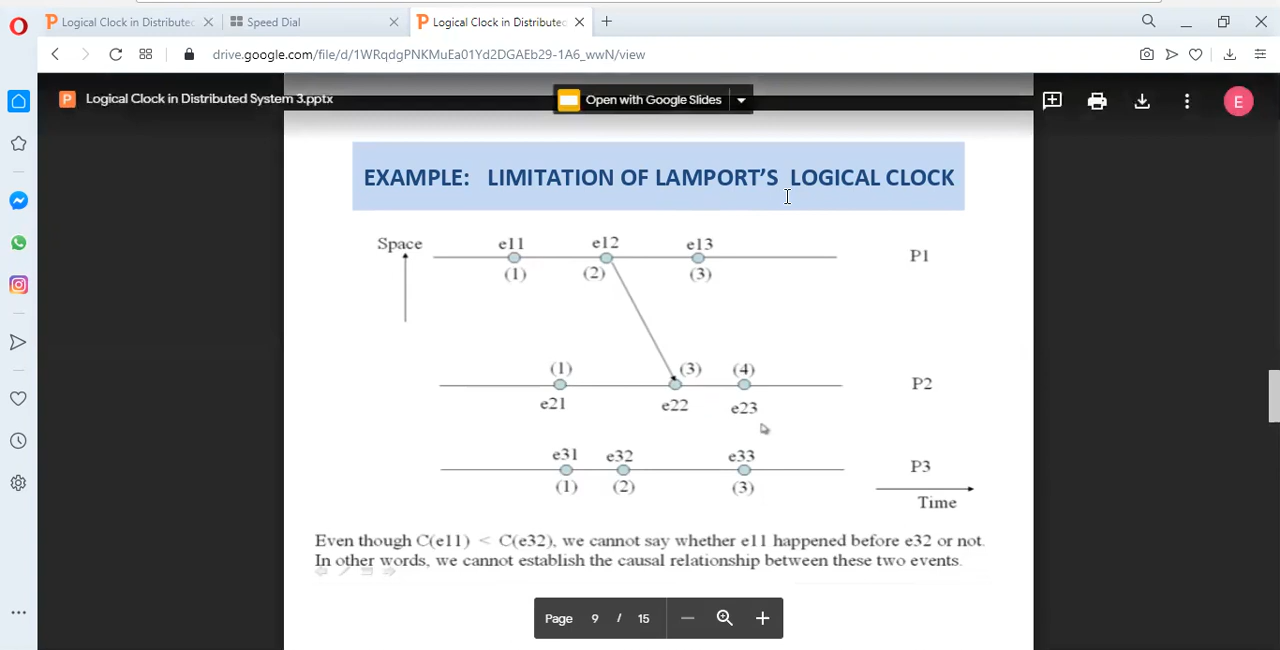 Logical Clock in Distributed
Speed Dial
Logical Clock in Distribute
drive.google.com/file/d/1WRqdgPNKMuEa01Yd2DGAEb29-1A6_wwN/view
Logical Clock in Distributed System 3.pptx
Open with Google Slides
E
EXAMPLE: LIMITATION OF LAMPORT'S LOGICAL CLOCK
Space e11 e12 e13 P1
(1) (2) (3)
(1) (3) (4) P2
e21 e22 e23
e31 e32 e33 P3
(1) (2) (3)
Time
Even though C(e11) < C(e32), we cannot say whether e11 happened before e32 or not.
In other words, we cannot establish the causal relationship between these two events.
Page 9 / 15